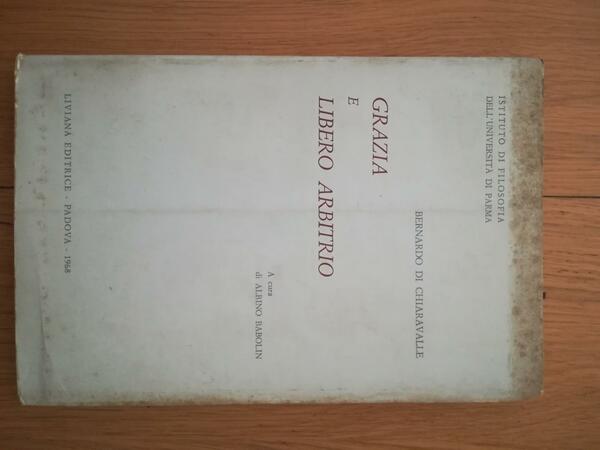 ISTITUTO DI FILOSOFIA
DELL'UNIVERSITÀ DI PARMA
BERNARDO DI CHIARAVALLE
GRAZIA
E
LIBERO ARBITRIO
A cura
di ALBINO BABOLIN
LIVIANA EDITRICE - PADOVA - 1968